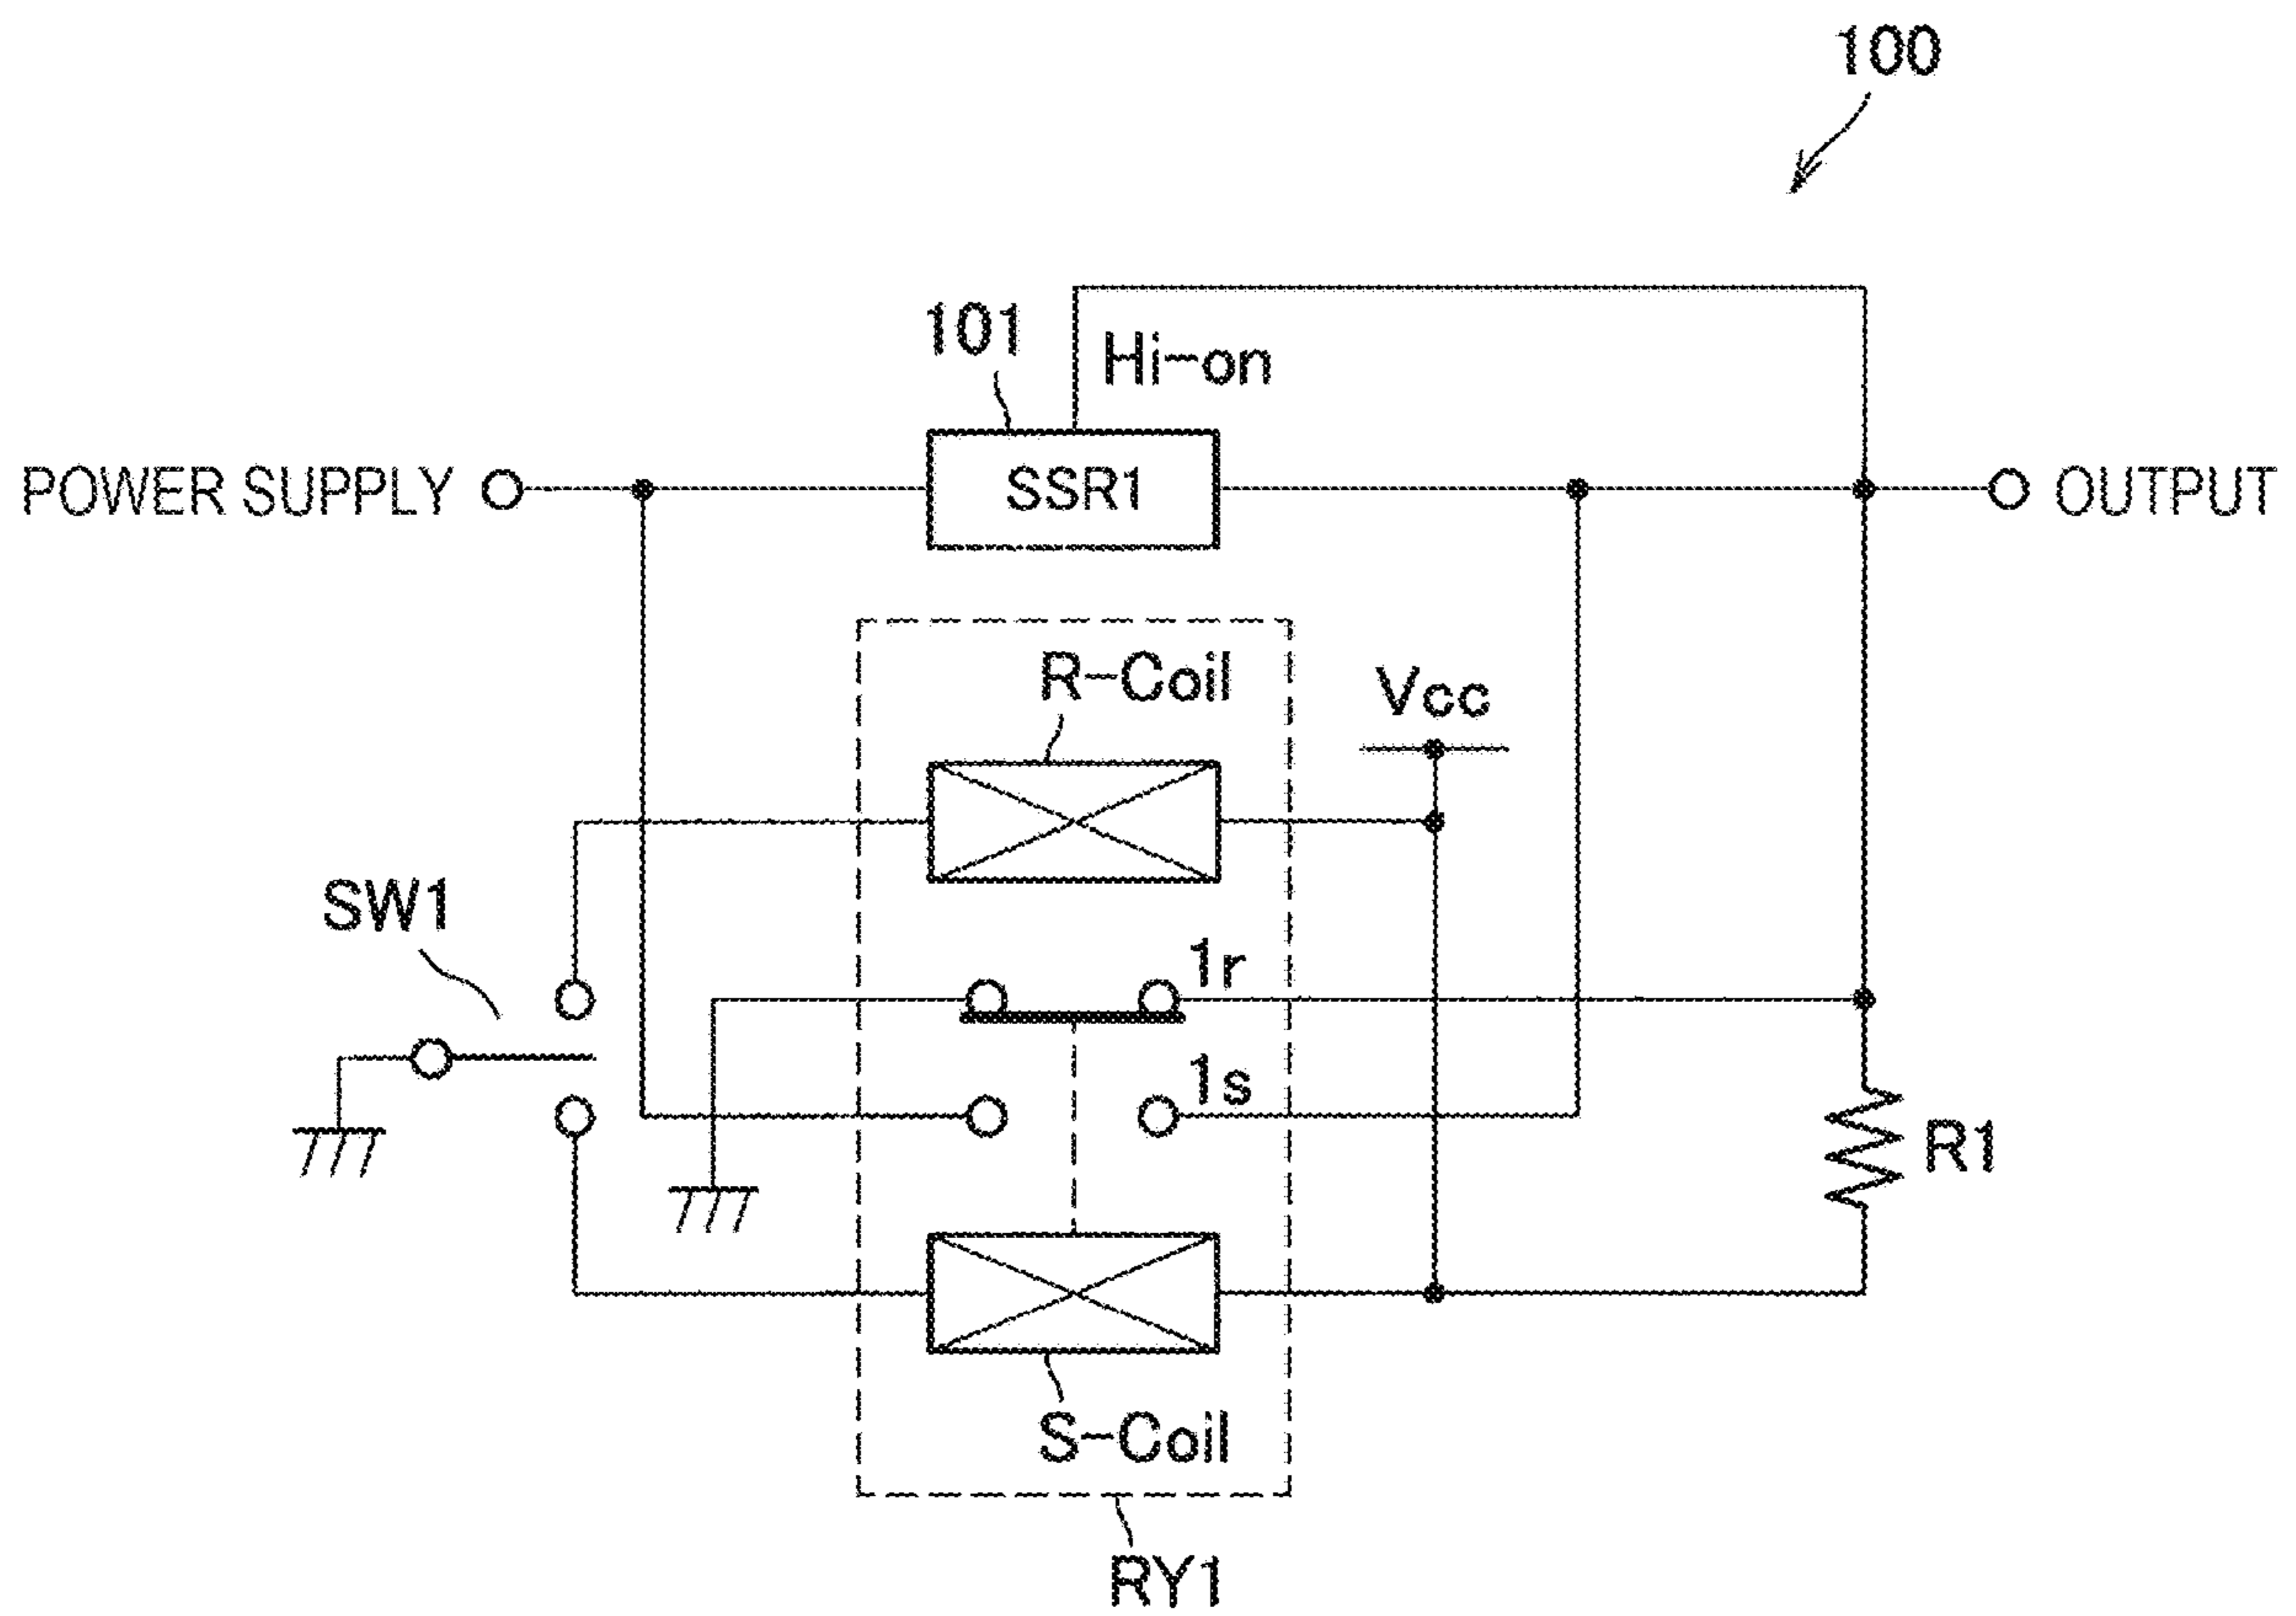 100
101
Hi-on
POWER SUPPLY
SSR1
OUTPUT
R-Coil
Vcc
SW1
1r
1s
R1
S-Coil
RY1